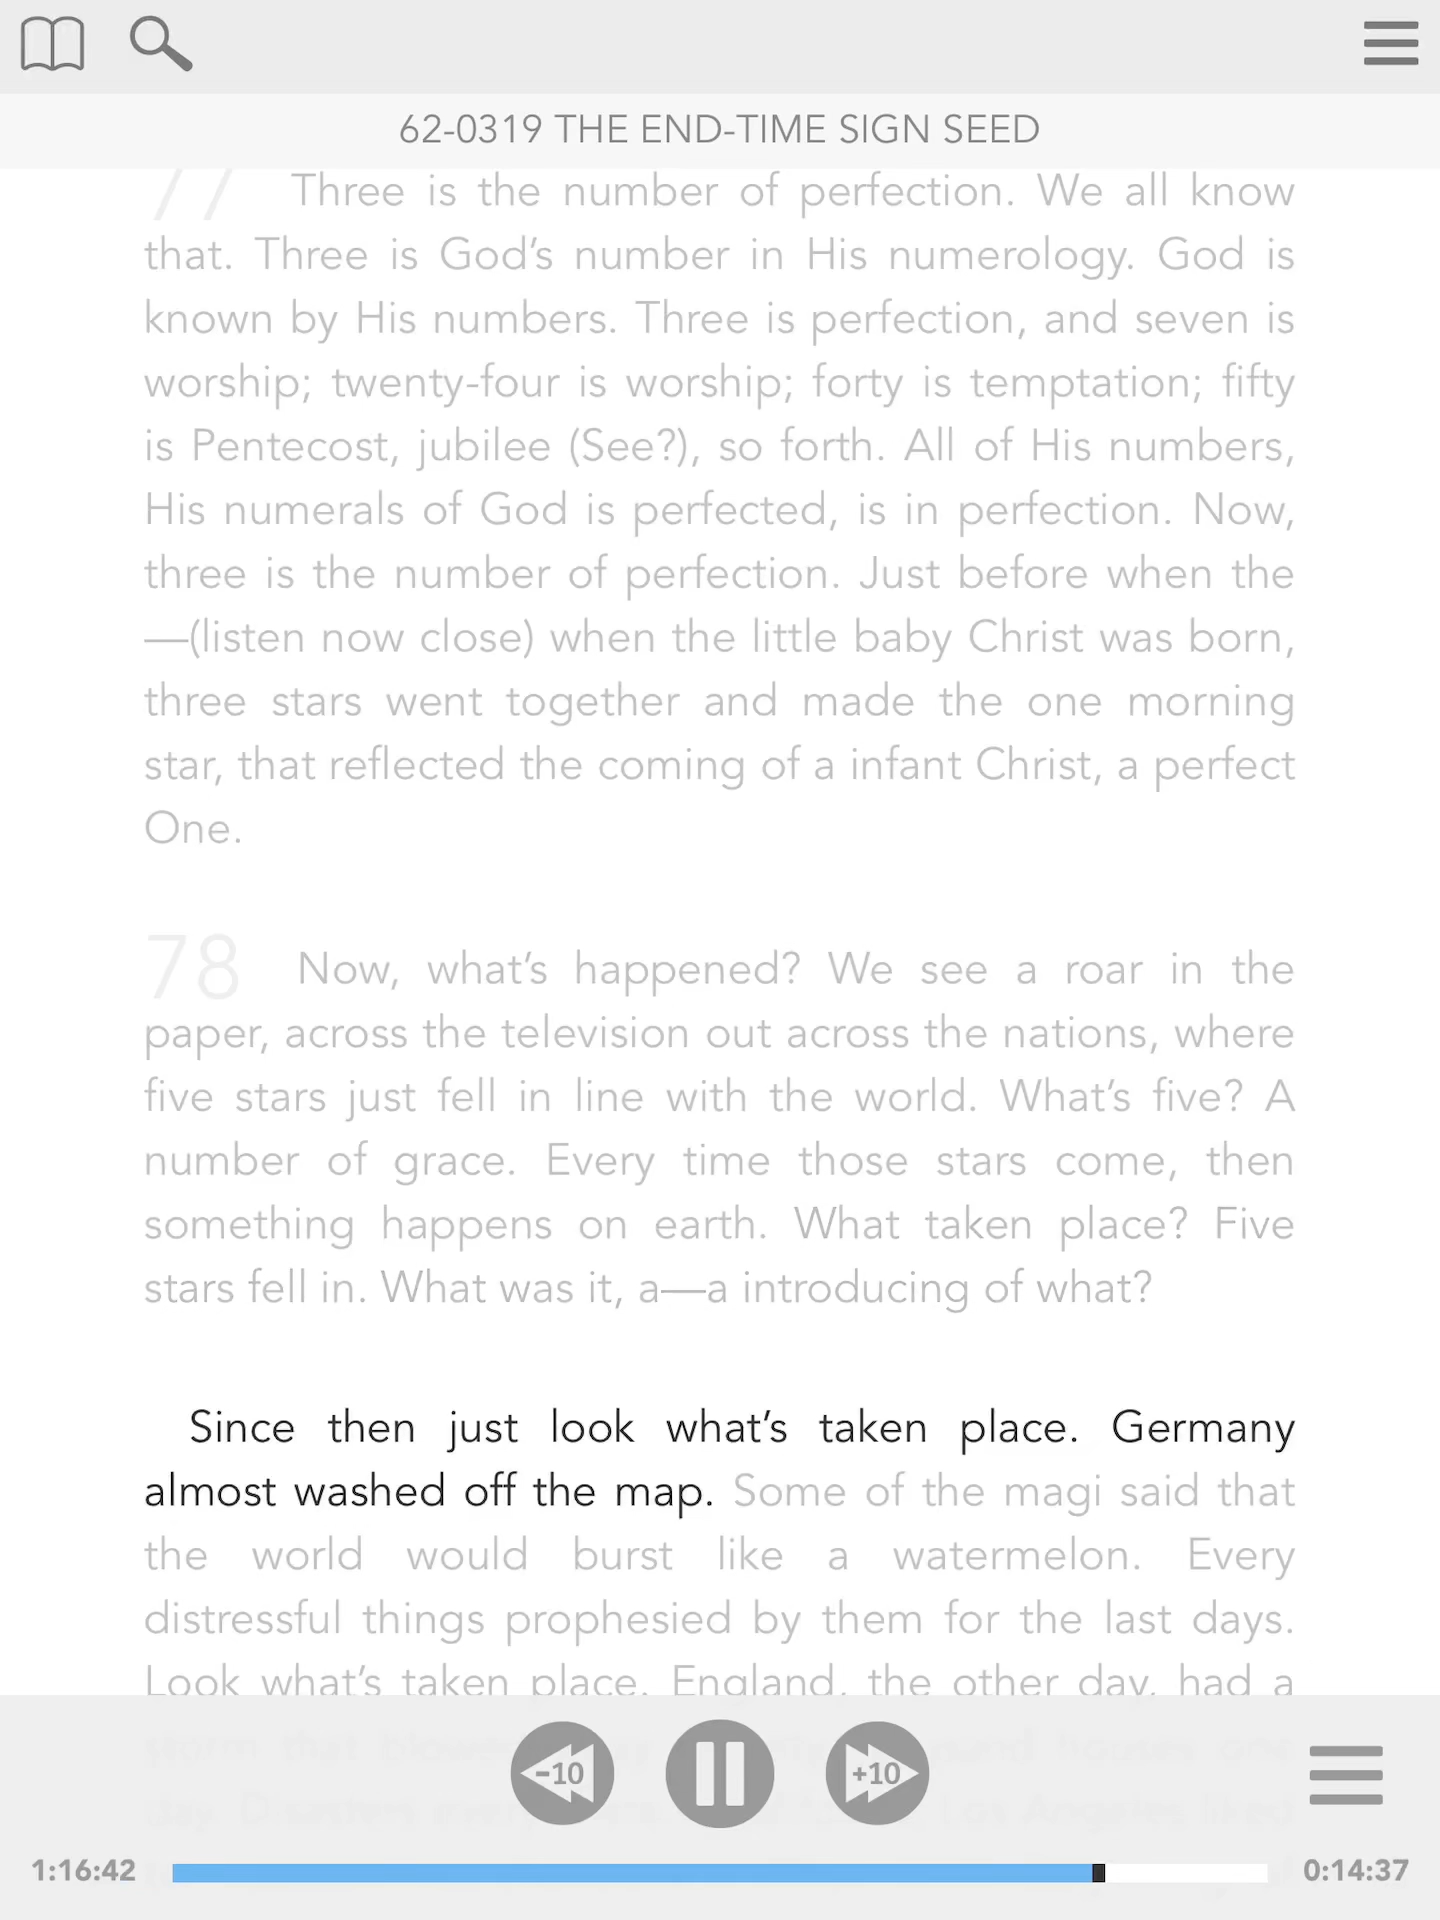 62-0319 THE END-TIME SIGN SEED
77 Three is the number of perfection. We all know
that. Three is God’s number in His numerology. God is
known by His numbers. Three is perfection, and seven is
worship; twenty-four is worship; forty is temptation; fifty
is Pentecost, jubilee (See?), so forth. All of His numbers,
His numerals of God is perfected, is in perfection. Now,
three is the number of perfection. Just before when the
—(listen now close) when the little baby Christ was born,
three stars went together and made the one morning
star, that reflected the coming of a infant Christ, a perfect
One.
78 Now, what’s happened? We see a roar in the
paper, across the television out across the nations, where
five stars just fell in line with the world. What’s five? A
number of grace. Every time those stars come, then
something happens on earth. What taken place? Five
stars fell in. What was it, a—a introducing of what?
Since then just look what’s taken place. Germany
almost washed off the map. Some of the magi said that
the world would burst like a watermelon. Every
distressful things prophesied by them for the last days.
Look what’s taken place. England, the other day, had a
storm that houses one
day. Los Angeles liked
-10 +10
1:16:42 0:14:37